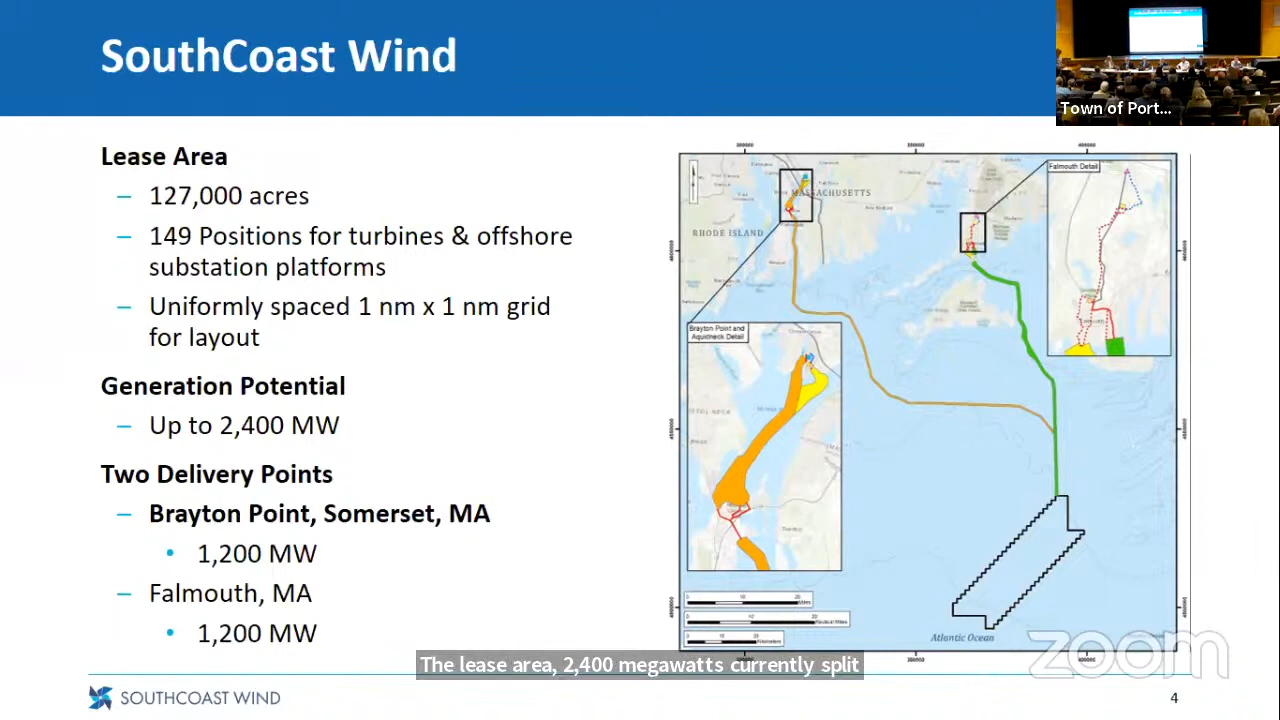 SouthCoast Wind
Town of Port...
Lease Area
– 127,000 acres
– 149 Positions for turbines & offshore
substation platforms
– Uniformly spaced 1 nm x 1 nm grid
for layout
Generation Potential
– Up to 2,400 MW
Two Delivery Points
– Brayton Point, Somerset, MA
• 1,200 MW
– Falmouth, MA
• 1,200 MW
Falmouth Detail
MASSACHUSETTS
RHODE ISLAND
Brayton Point and
Aquidneck Detail
Atlantic Ocean
zoom
The lease area, 2,400 megawatts currently split
SOUTHCOAST WIND
4